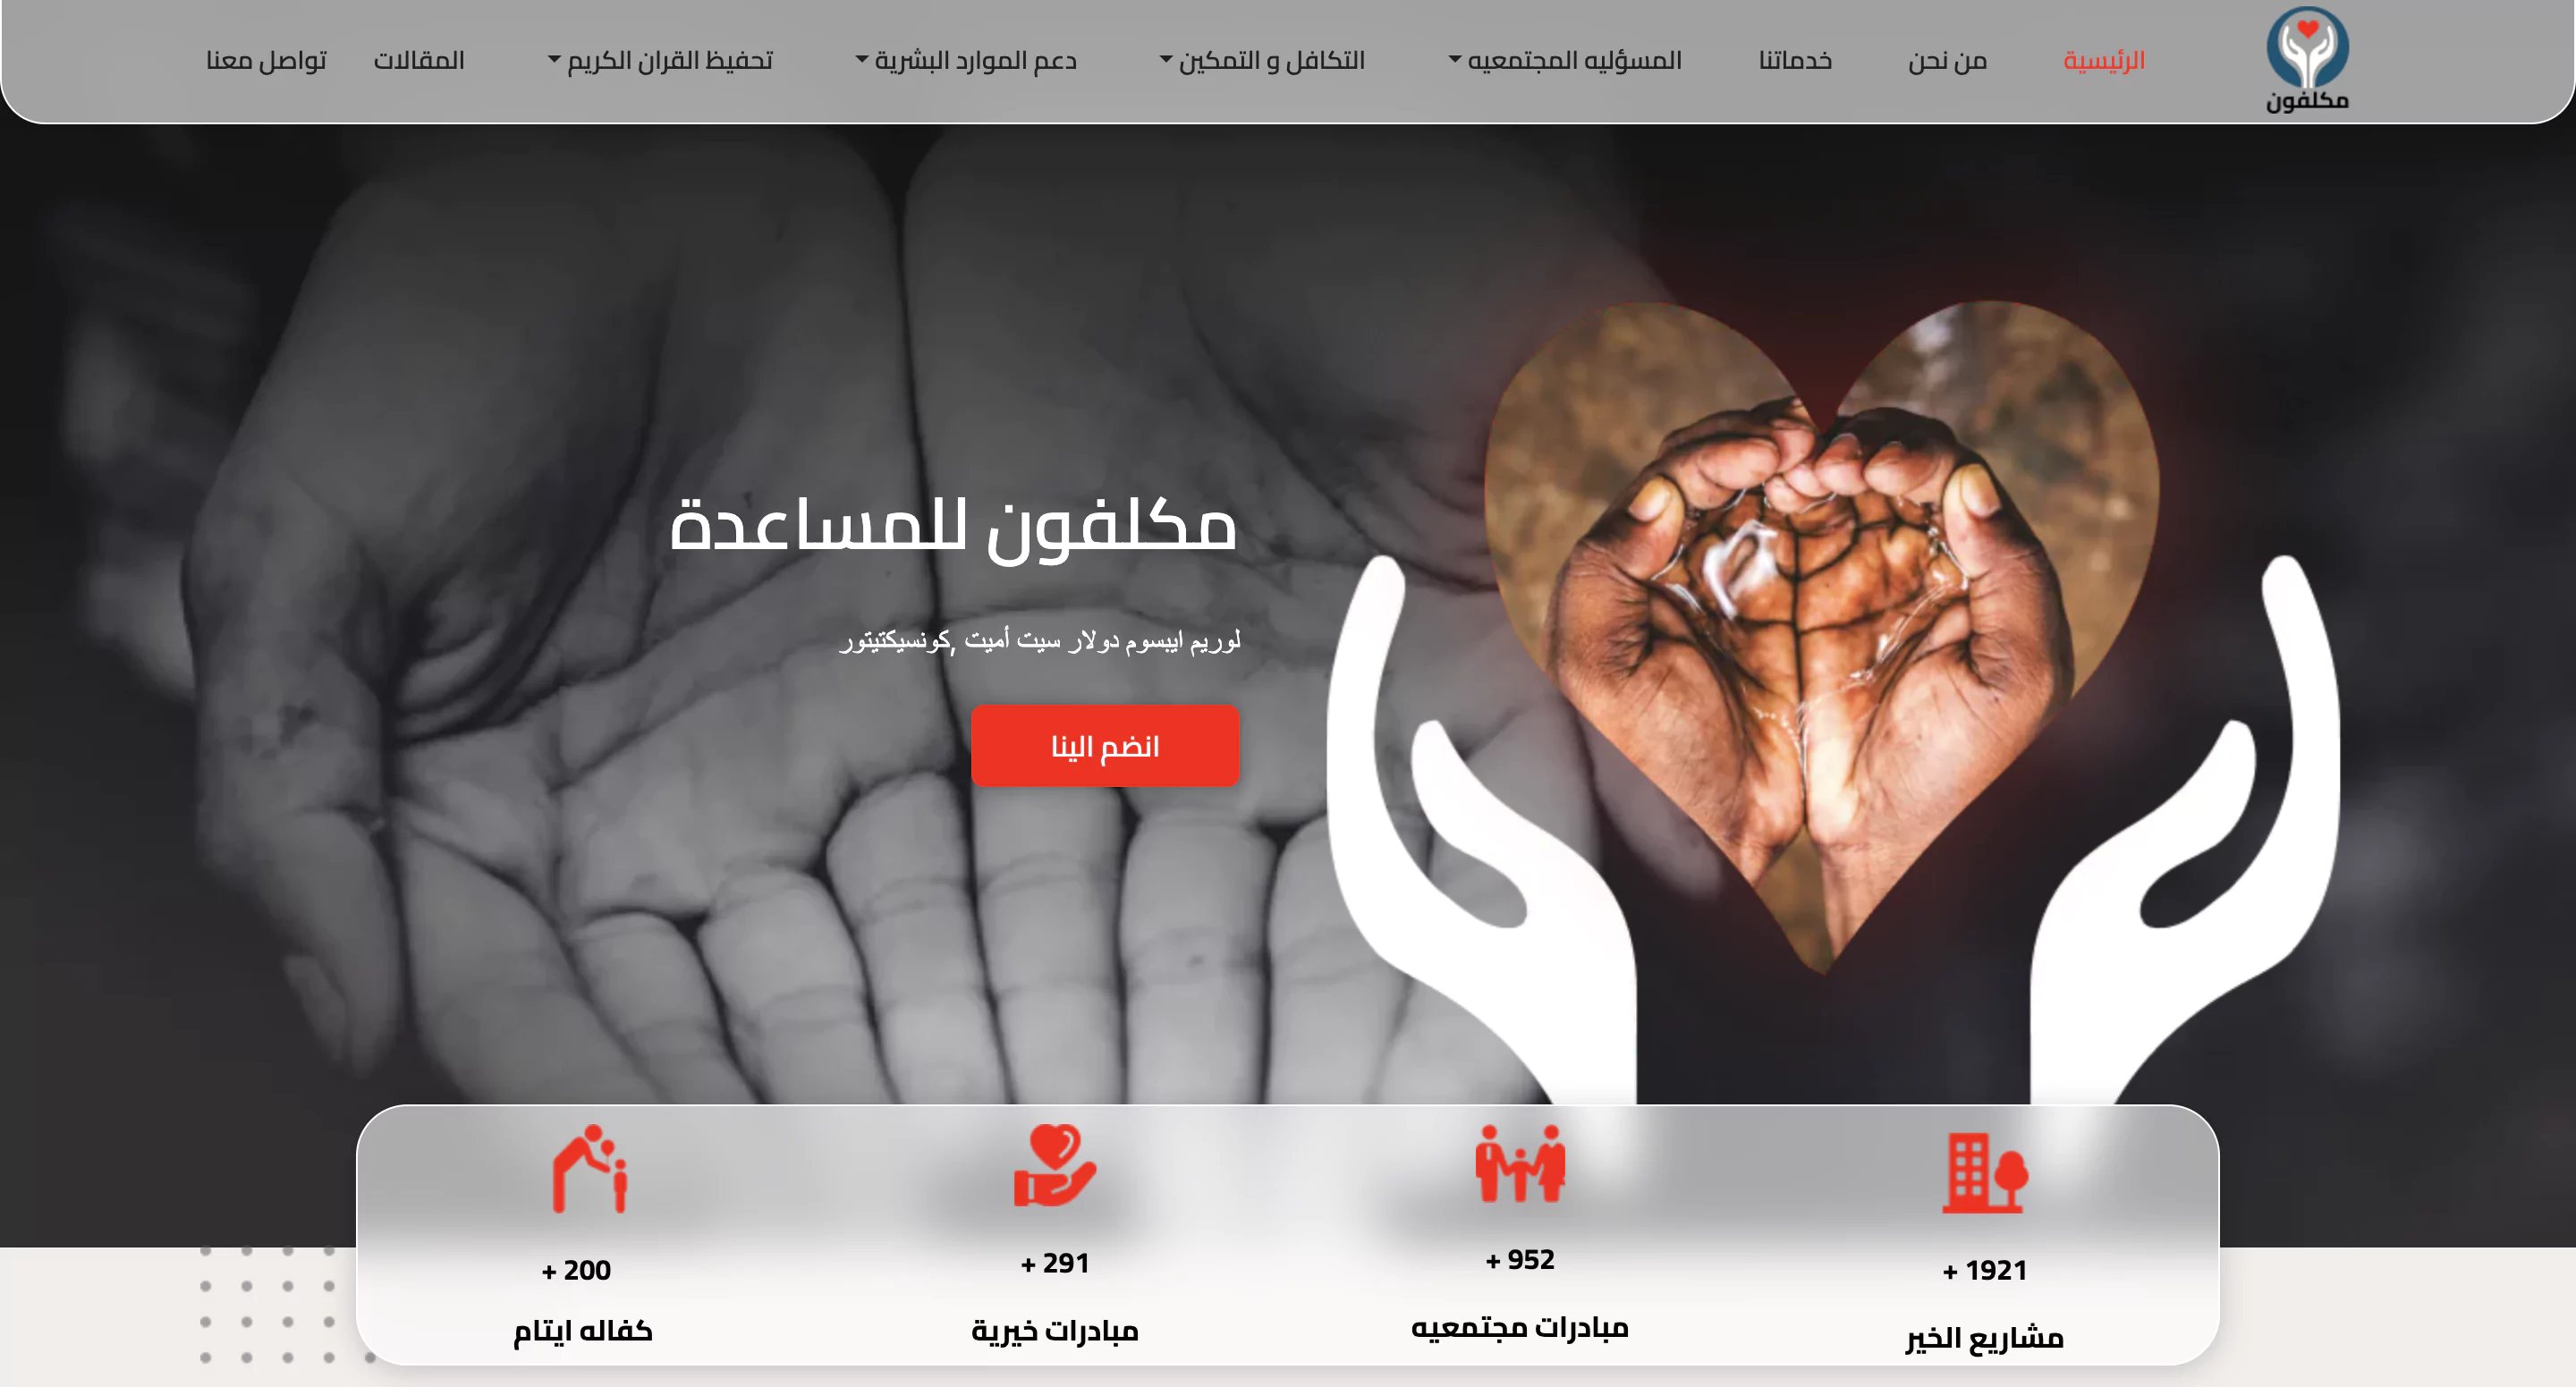 مكلفون
الرئيسية
من نحن
خدماتنا
المسؤليه المجتمعيه
التكافل و التمكين
دعم الموارد البشرية
تحفيظ القران الكريم
المقالات
تواصل معنا
مكلفون للمساعدة
لوريم ايبسوم دولار سيت أميت ,كونسيكتيتور
انضم الينا
1921 +
مشاريع الخير
952 +
مبادرات مجتمعيه
291 +
مبادرات خيرية
200 +
كفاله ايتام